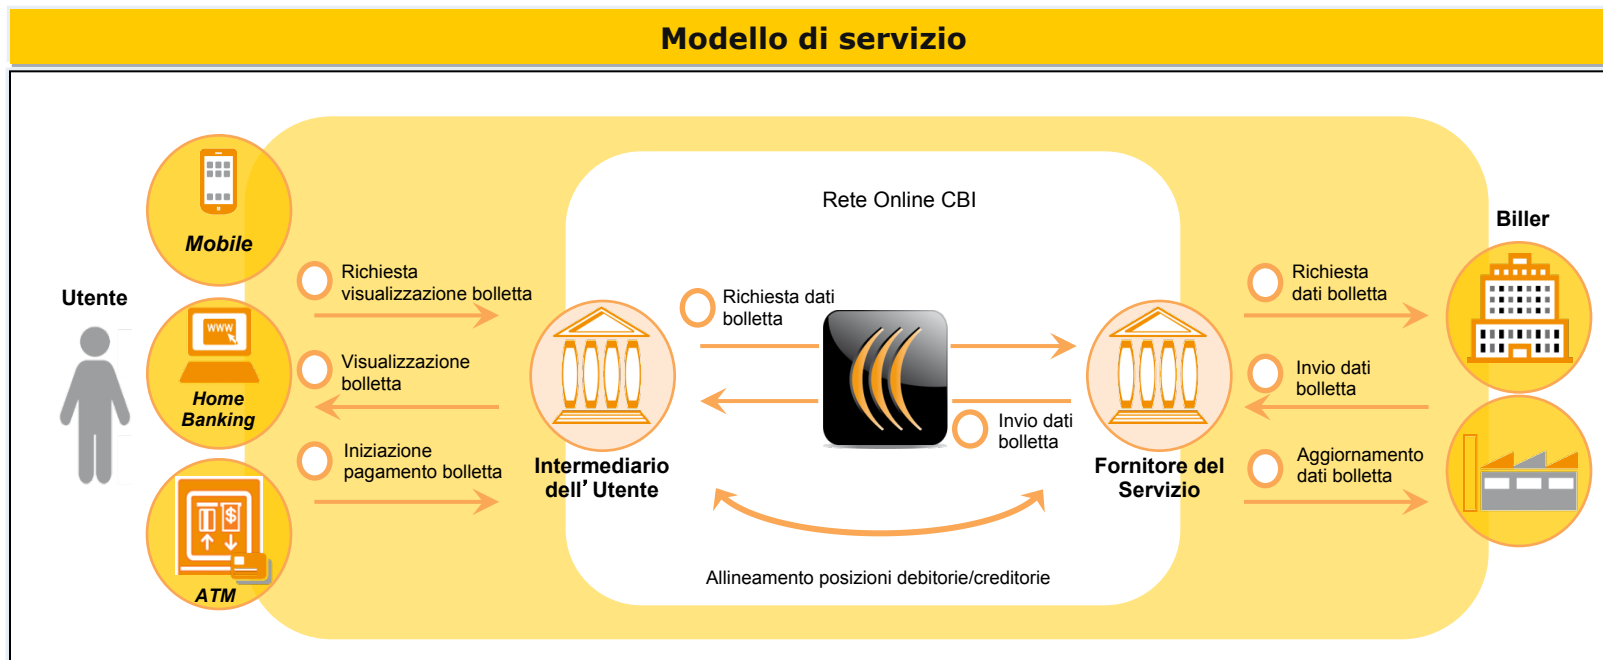 Modello di servizio
Rete Online CBI
Biller
Mobile
Utente
Richiesta
visualizzazione bolletta
Richiesta dati
bolletta
Richiesta
dati bolletta
WWW
Home
Banking
Visualizzazione
bolletta
Invio dati
bolletta
Invio dati
bolletta
Iniziazione
pagamento bolletta
Intermediario
dell’Utente
Fornitore del
Servizio
Aggiornamento
dati bolletta
$
ATM
Allineamento posizioni debitorie/creditorie